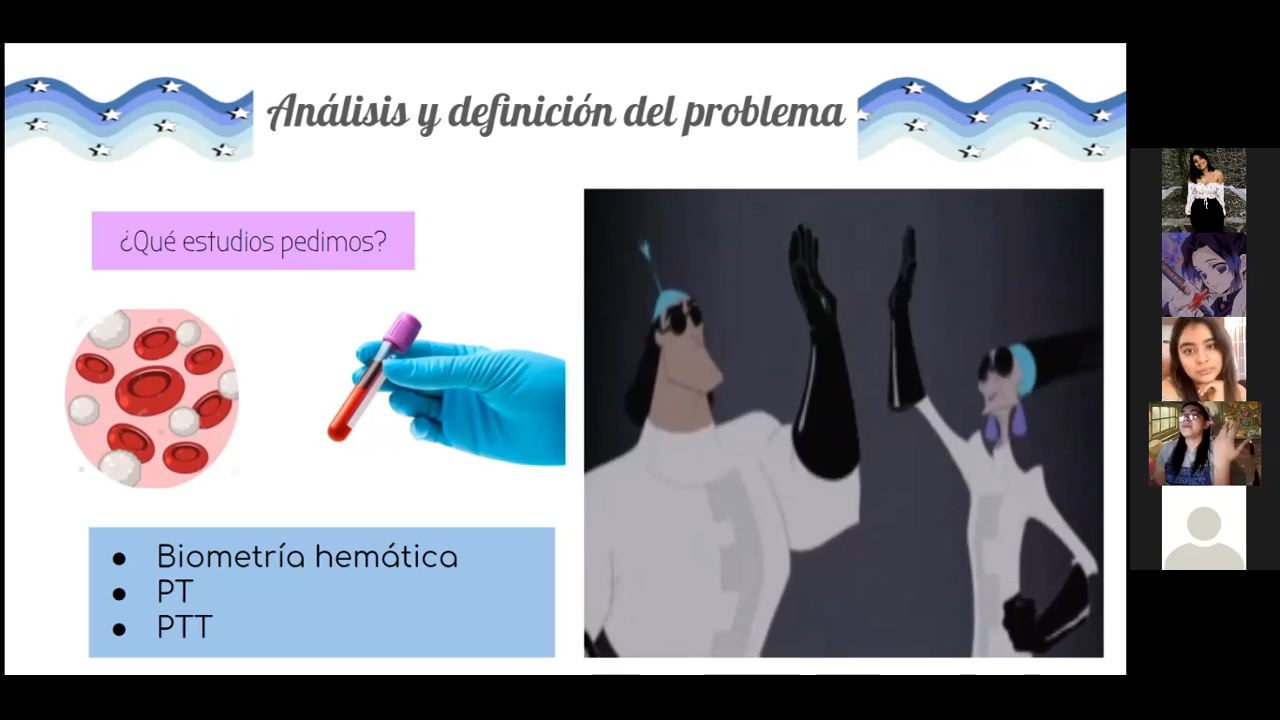 Análisis y definición del problema
¿Qué estudios pedimos?
● Biometría hemática
● PT
● PTT